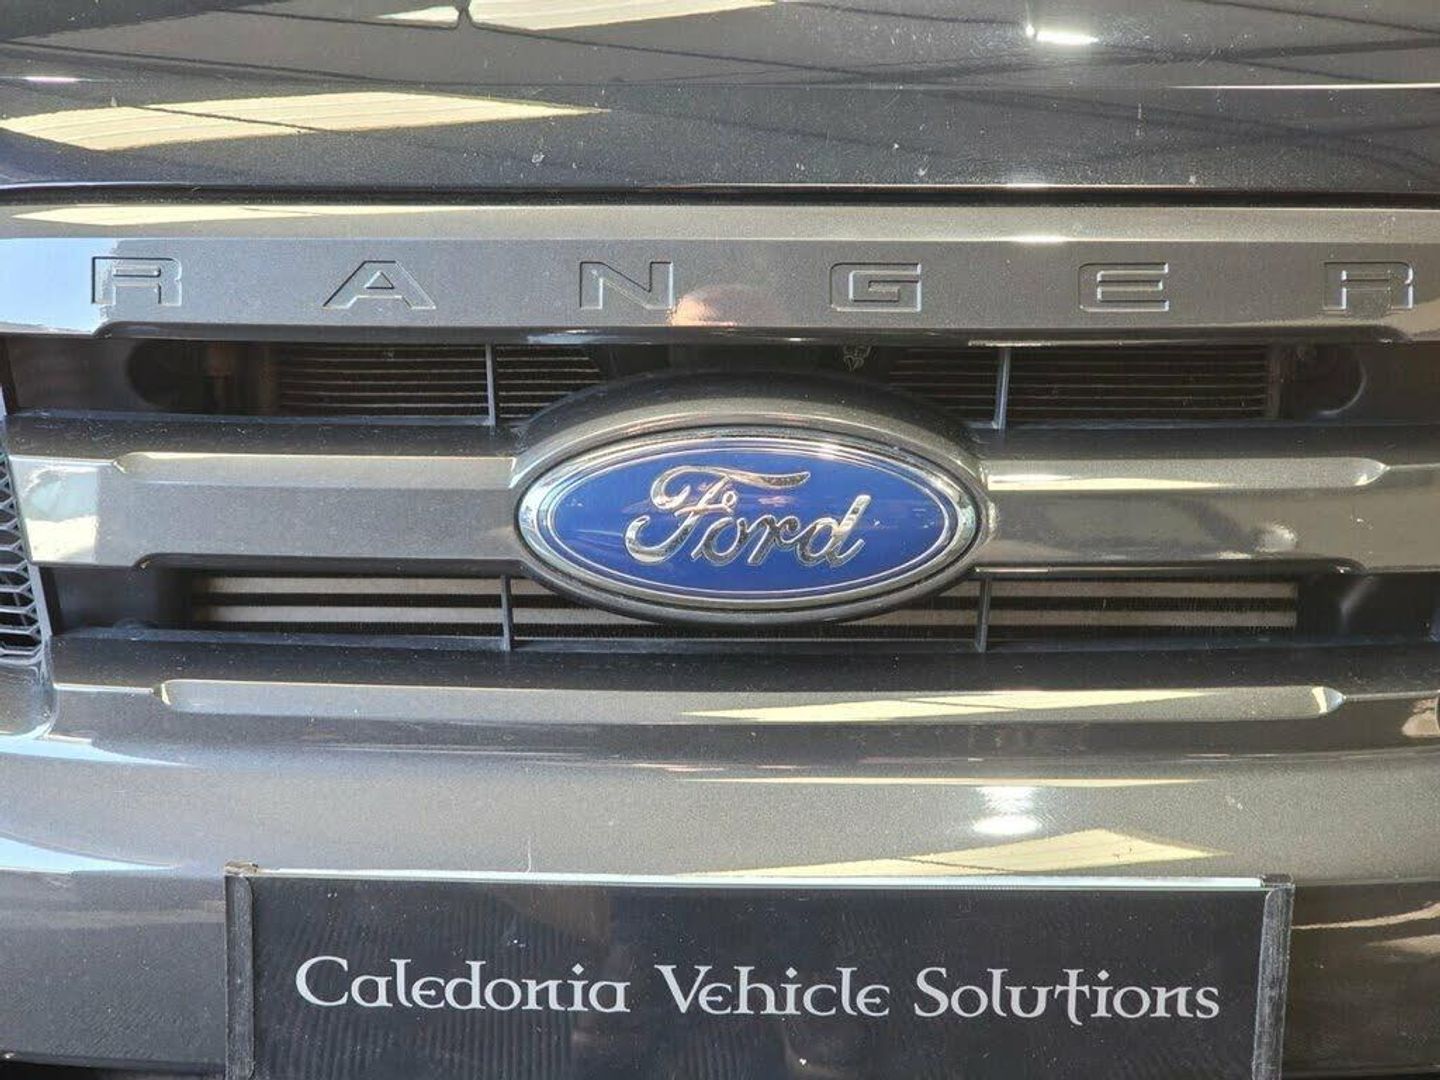 RANGER
Ford
Caledonia Vehicle Solutions